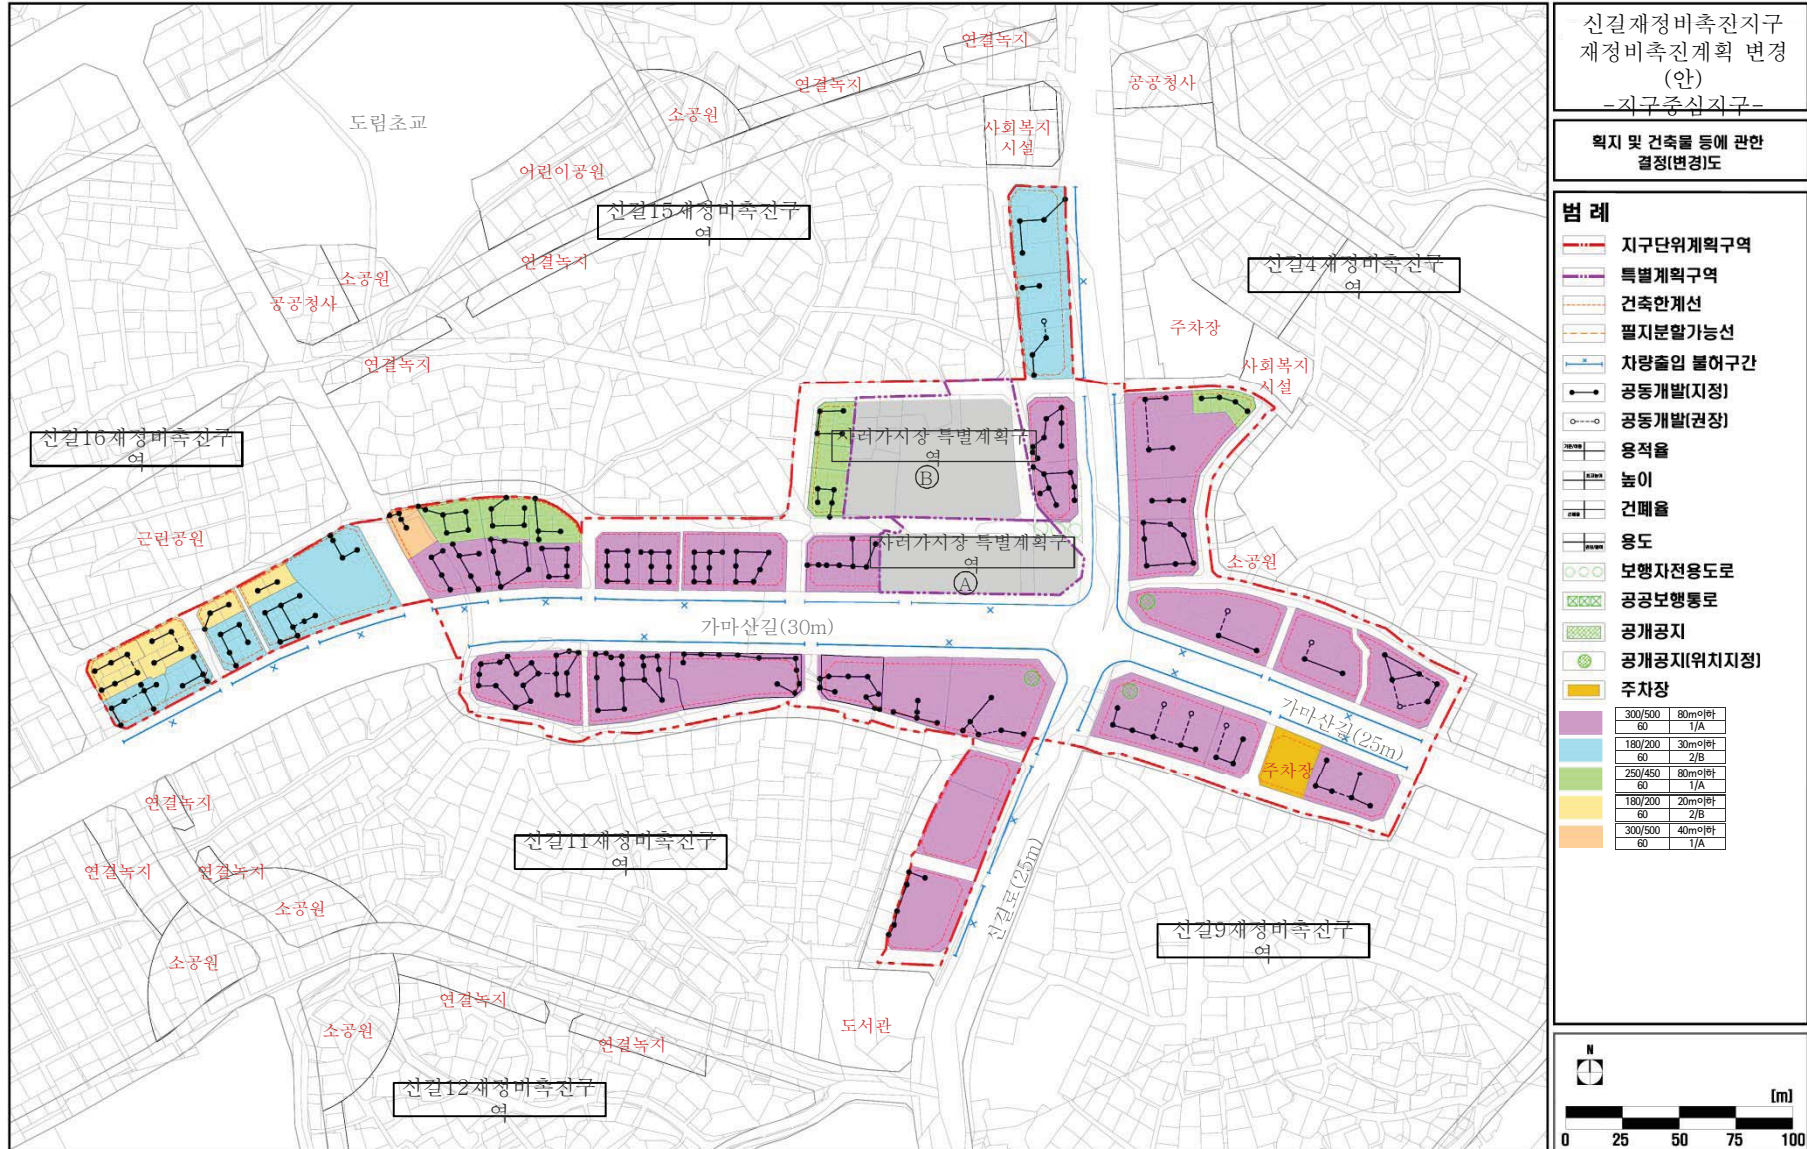 신길재정비촉진지구
재정비촉진계획 변경
(안)
-지구중심지구-
획지 및 건축물 등에 관한
결정(변경)도
범 례
지구단위계획구역
특별계획구역
건축한계선
필지분할가능선
차량출입 불허구간
공동개발(지정)
공동개발(권장)
용적율
높이
건폐율
용도
보행자전용도로
공공보행통로
공개공지
공개공지(위치지정)
주차장
300/500 80m이하
60 1/A
180/200 30m이하
60 2/B
250/450 80m이하
60 1/A
180/200 20m이하
60 2/B
300/500 40m이하
60 1/A
N
[m]
0 25 50 75 100
연결녹지
연결녹지
공공청사
소공원
도림초교
사회복지
시설
어린이공원
신길15재정비촉진구
역
연결녹지
소공원
공공청사
신길4재정비촉진구
역
주차장
연결녹지
사회복지
시설
신길16재정비촉진구
역
사러가시장 특별계획구
역
B
근린공원
사러가시장 특별계획구
역
A
소공원
가마산길(30m)
가마산길(25m)
주차장
연결녹지
신길11재정비촉진구
역
연결녹지
연결녹지
소공원
신길로(25m)
신길9재정비촉진구
역
소공원
연결녹지
소공원
연결녹지
도서관
신길12재정비촉진구
역